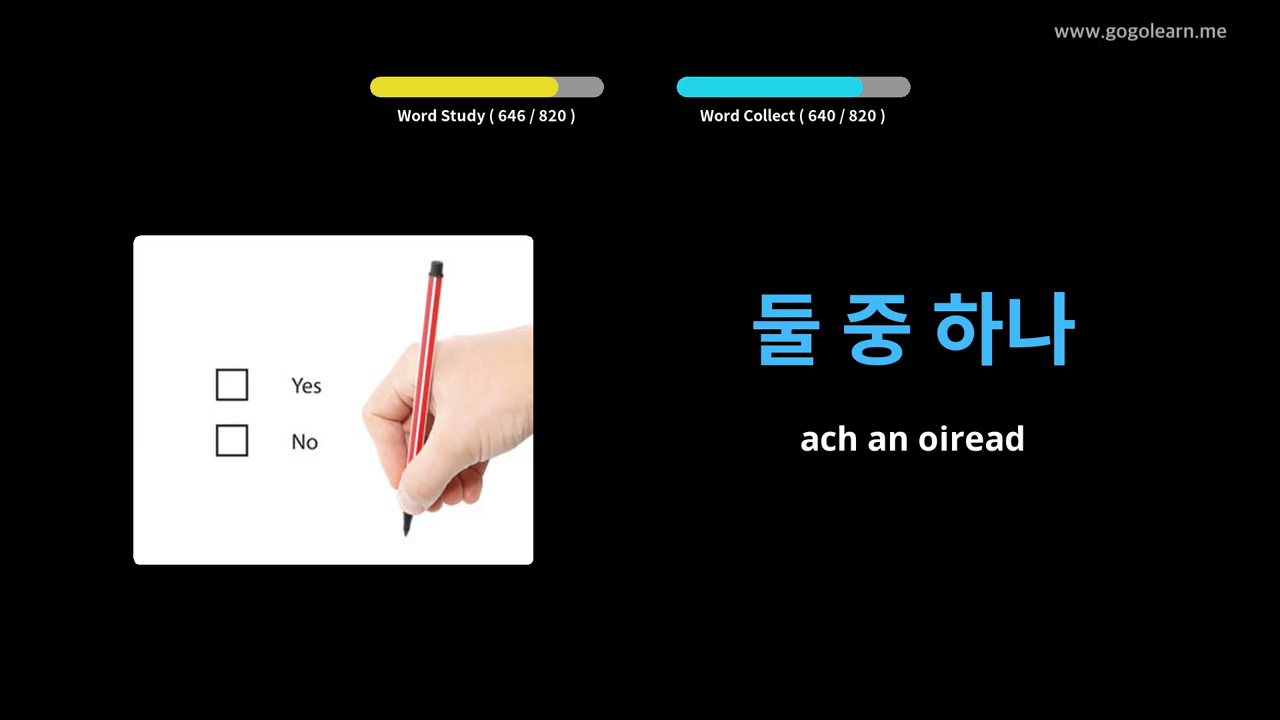 www.gogolearn.me
Word Study ( 646 / 820 )
Word Collect ( 640 / 820 )
Yes
No
둘 중 하나
ach an oiread